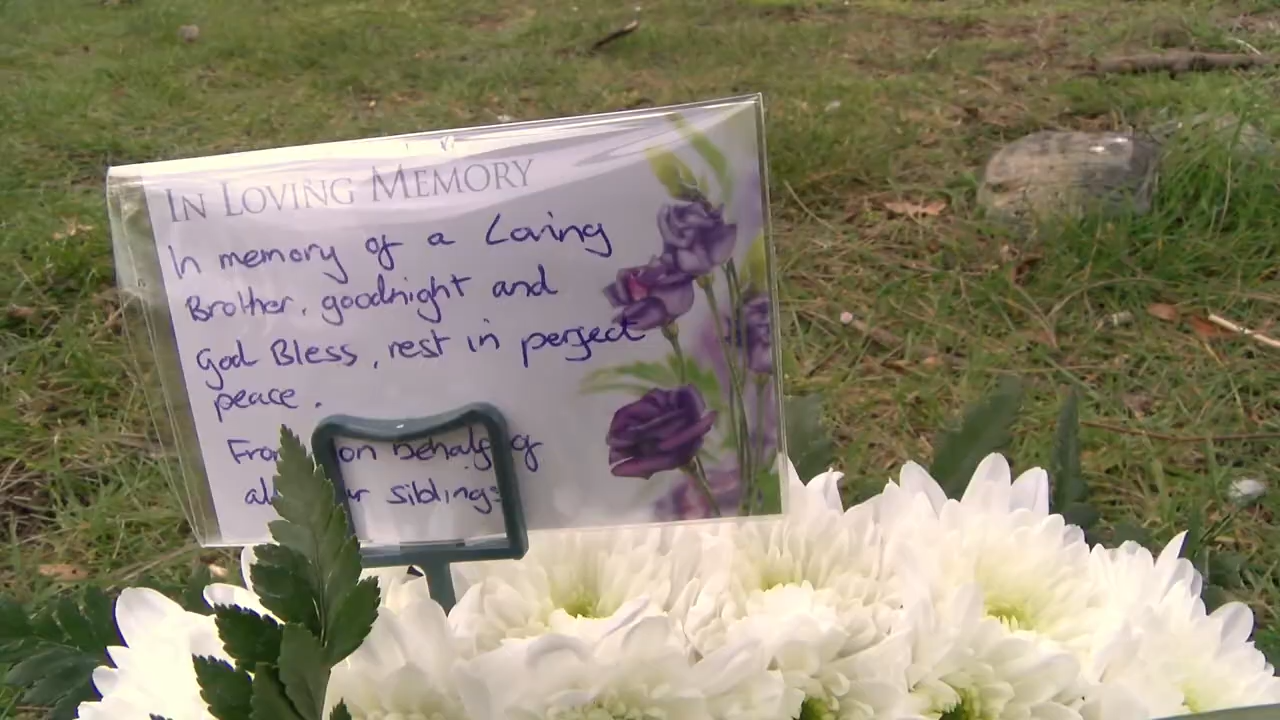 IN LOVING MEMORY
In memory of a Loving
Brother, goodnight and
God Bless, rest in perfect
peace.
From on behalf of
siblings